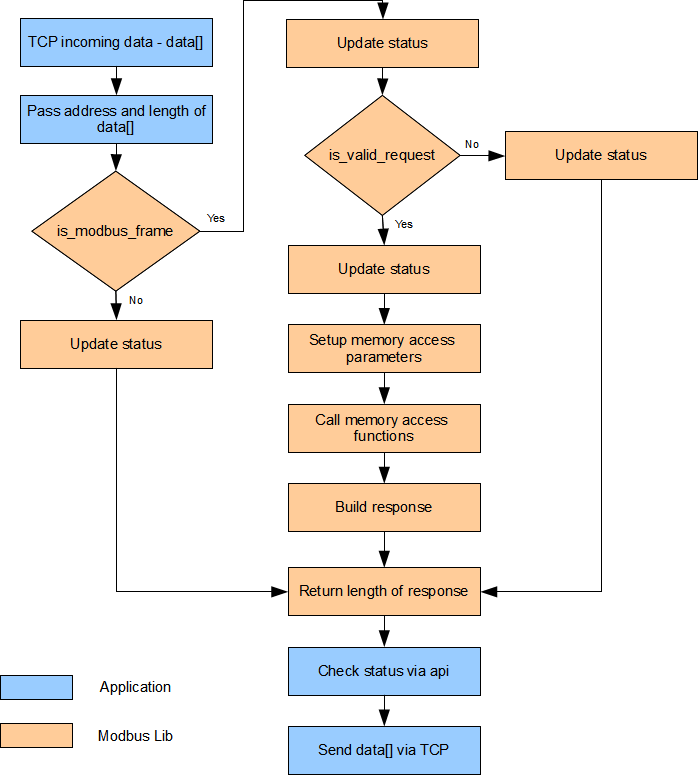 TCP incoming data - data[]
Pass address and length of
data[]
is_modbus_frame
Yes
No
Update status
Update status
is_valid_request
No
Update status
Yes
Update status
Setup memory access
parameters
Call memory access
functions
Build response
Return length of response
Check status via api
Send data[] via TCP
Application
Modbus Lib